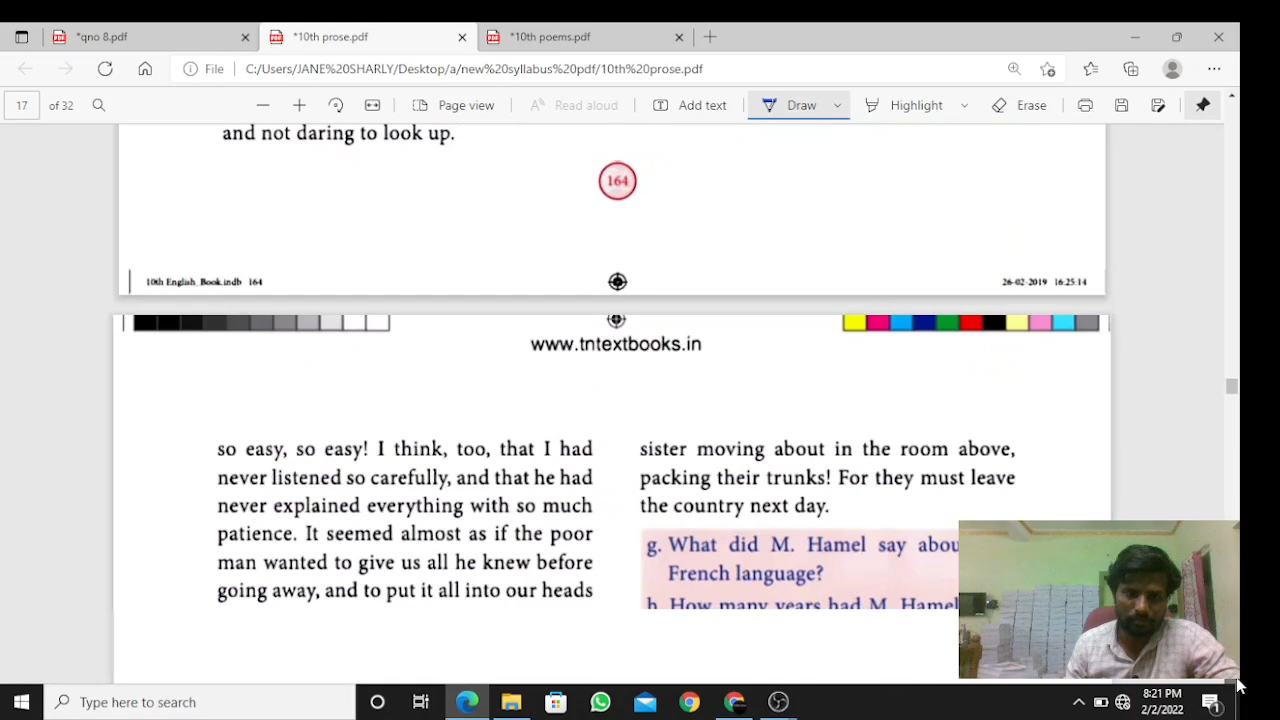 *qno 8.pdf
*10th prose.pdf
*10th poems.pdf
File
C:/Users/JANE%20SHARLY/Desktop/a/new%20syllabus%20pdf/10th%20prose.pdf
17 of 32
Page view
Read aloud
Add text
Draw
Highlight
Erase
and not daring to look up.
164
10th English_Book.indb 164
26-02-2019 16:25:14
www.tntextbooks.in
so easy, so easy! I think, too, that I had
never listened so carefully, and that he had
never explained everything with so much
patience. It seemed almost as if the poor
man wanted to give us all he knew before
going away, and to put it all into our heads
sister moving about in the room above,
packing their trunks! For they must leave
the country next day.
g. What did M. Hamel say abou
French language?
h. How many years had M. Hamel
Type here to search
8:21 PM
2/2/2022
1